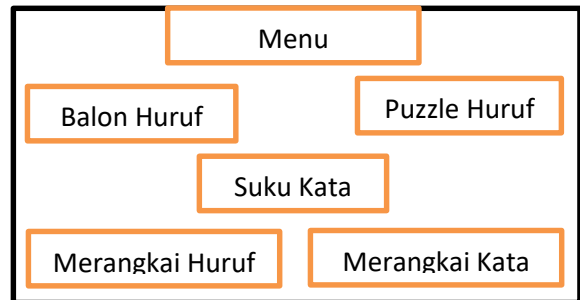 Menu
Balon Huruf
Puzzle Huruf
Suku Kata
Merangkai Huruf
Merangkai Kata